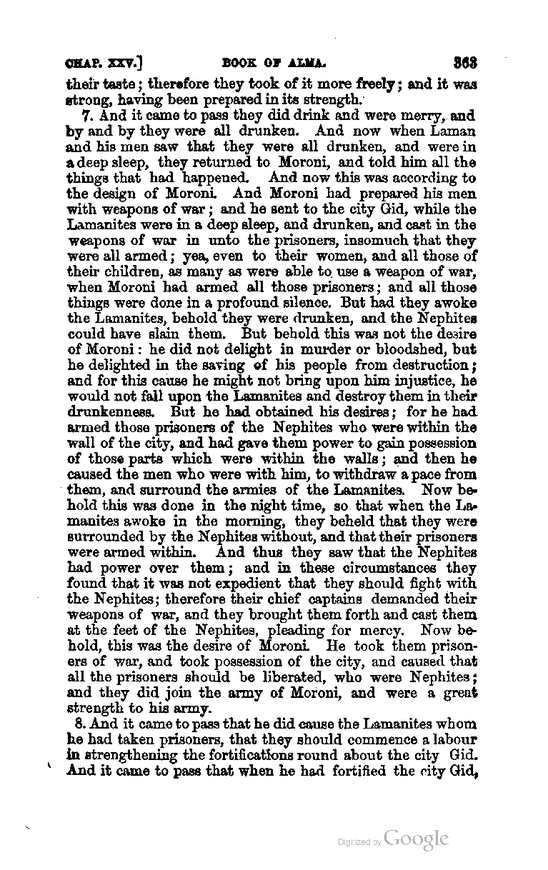 CHAP. XXV.] BOOK OF ALMA. 363
their taste; therefore they took of it more freely; and it was
strong, having been prepared in its strength.
7. And it came to pass they did drink and were merry, and
by and by they were all drunken. And now when Laman
and his men saw that they were all drunken, and were in
a deep sleep, they returned to Moroni, and told him all the
things that had happened. And now this was according to
the design of Moroni. And Moroni had prepared his men
with weapons of war; and he sent to the city Gid, while the
Lamanites were in a deep sleep, and drunken, and cast in the
weapons of war in unto the prisoners, insomuch that they
were all armed; yea, even to their women, and all those of
their children, as many as were able to use a weapon of war,
when Moroni had armed all those prisoners; and all those
things were done in a profound silence. But had they awoke
the Lamanites, behold they were drunken, and the Nephites
could have slain them. But behold this was not the desire
of Moroni: he did not delight in murder or bloodshed, but
he delighted in the saving of his people from destruction;
and for this cause he might not bring upon him injustice, he
would not fall upon the Lamanites and destroy them in their
drunkenness. But he had obtained his desires; for he had
armed those prisoners of the Nephites who were within the
wall of the city, and had gave them power to gain possession
of those parts which were within the walls; and then he
caused the men who were with him, to withdraw a pace from
them, and surround the armies of the Lamanites. Now be-
hold this was done in the night time, so that when the La-
manites awoke in the morning, they beheld that they were
surrounded by the Nephites without, and that their prisoners
were armed within. And thus they saw that the Nephites
had power over them; and in these circumstances they
found that it was not expedient that they should fight with
the Nephites; therefore their chief captains demanded their
weapons of war, and they brought them forth and cast them
at the feet of the Nephites, pleading for mercy. Now be-
hold, this was the desire of Moroni. He took them prison-
ers of war, and took possession of the city, and caused that
all the prisoners should be liberated, who were Nephites;
and they did join the army of Moroni, and were a great
strength to his army.
8. And it came to pass that he did cause the Lamanites whom
he had taken prisoners, that they should commence a labour
in strengthening the fortifications round about the city Gid.
And it came to pass that when he had fortified the city Gid,
Digitized by Google